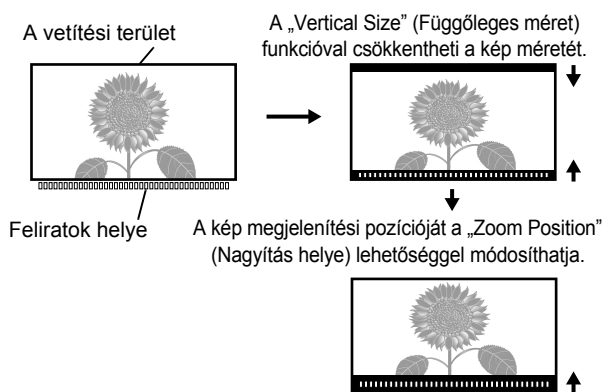 A vetítési terület
A „Vertical Size” (Függőleges méret)
funkcióval csökkentheti a kép méretét.
Feliratok helye
A kép megjelenítési pozícióját a „Zoom Position”
(Nagyítás helye) lehetőséggel módosíthatja.